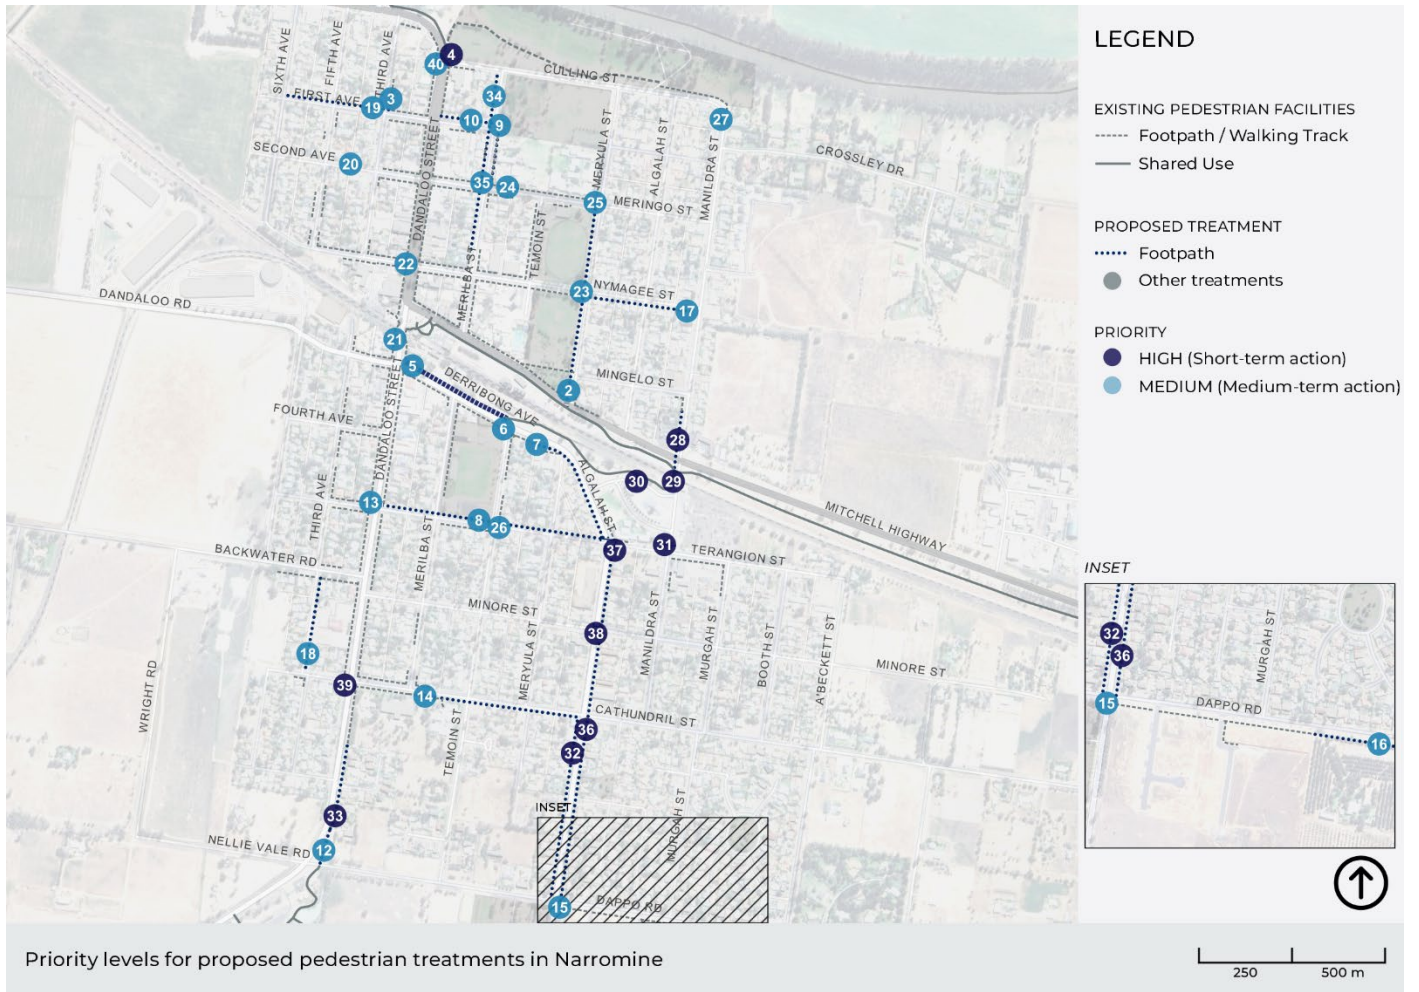 4
40
SIXTH AVE
FIFTH AVE
THIRD AVE
CULLING ST
FIRST AVE
3
19
34
10
9
27
DANDALOO STREET
MERYULA ST
ALGALAH ST
MANILDRA ST
CROSSLEY DR
SECOND AVE
20
35
24
25
MERINGO ST
TEMOIN ST
MERILBA ST
22
23
NYMAGEE ST
17
DANDALOO RD
21
5
DERRIBONG AVE
MINGELO ST
2
FOURTH AVE
DANDALOO STREET
6
7
28
ALGALAH ST
30
29
THIRD AVE
13
8
26
MITCHELL HIGHWAY
37
31
TERANGION ST
BACKWATER RD
MERILBA ST
MINORE ST
38
MANILDRA ST
MURGAH ST
BOOTH ST
A'BECKETT ST
MINORE ST
18
WRIGHT RD
39
14
MERYULA ST
CATHUNDRIL ST
36
32
TEMOIN ST
33
NELLIE VALE RD
12
INSET
MURGAH ST
15
DAPPO RD
LEGEND
EXISTING PEDESTRIAN FACILITIES
Footpath / Walking Track
Shared Use
PROPOSED TREATMENT
Footpath
Other treatments
PRIORITY
HIGH (Short-term action)
MEDIUM (Medium-term action)
INSET
32
36
MURGAH ST
15
DAPPO RD
16
Priority levels for proposed pedestrian treatments in Narromine
250
500 m